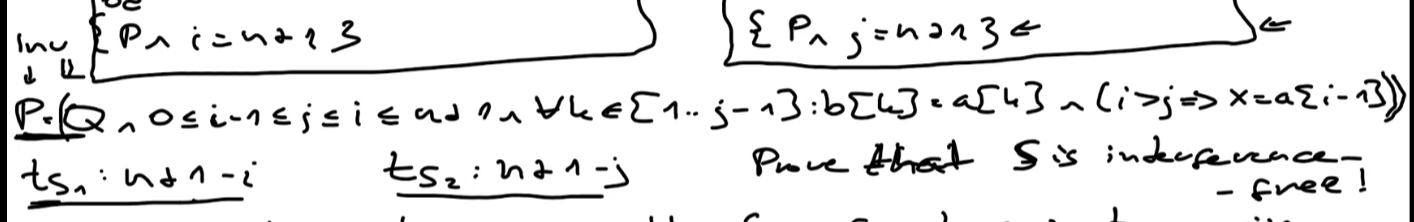 Inv {P ∧ i=n+1} {P ∧ j=n+1}
P=(Q ∧ 0≤i-1≤j≤i≤n+1 ∧ ∀k∈[1..j-1]:b[k]=a[k] ∧ (i>j⇒x=a[i-1]))
ts₁: n+1-i ts₂: n+1-j Prove that S is interference-
-free!